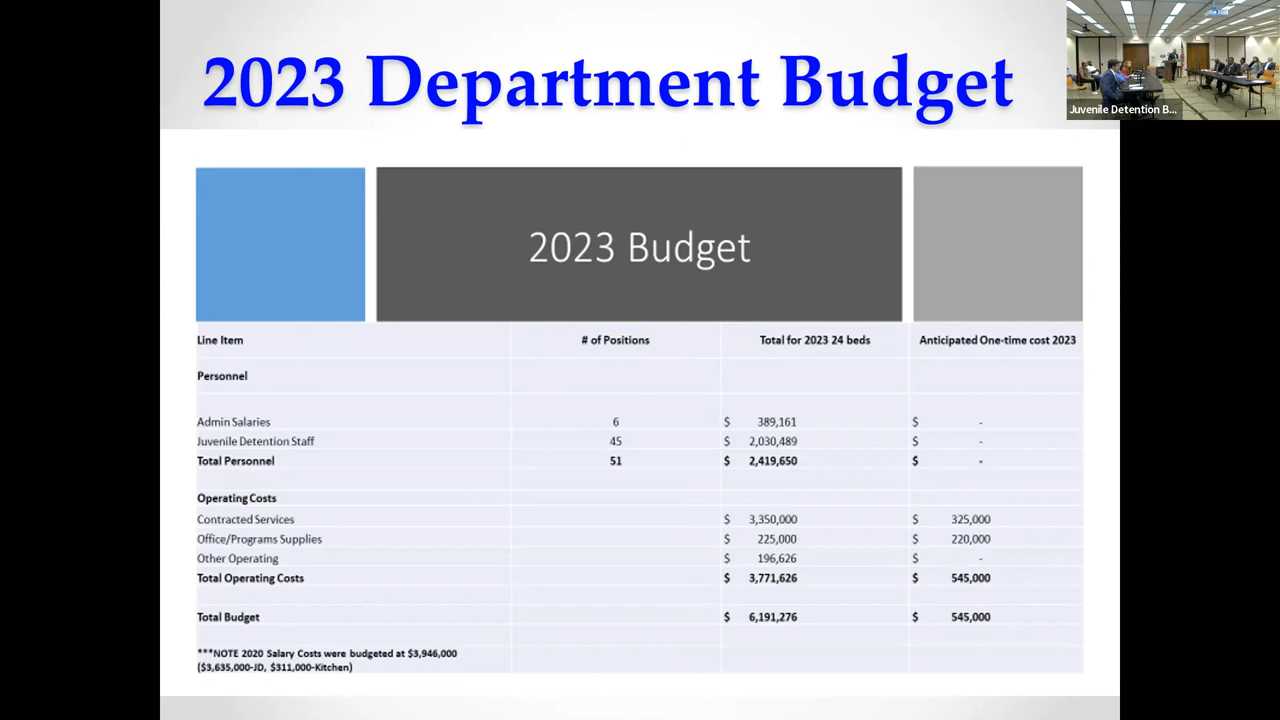 2023 Department Budget
Juvenile Detention B...
2023 Budget
Line Item # of Positions Total for 2023 24 beds Anticipated One-time cost 2023
Personnel
Admin Salaries 6 $ 389,161 $ -
Juvenile Detention Staff 45 $ 2,030,489 $ -
Total Personnel 51 $ 2,419,650 $ -
Operating Costs
Contracted Services $ 3,350,000 $ 325,000
Office/Programs Supplies $ 225,000 $ 220,000
Other Operating $ 196,626 $ -
Total Operating Costs $ 3,771,626 $ 545,000
Total Budget $ 6,191,276 $ 545,000
***NOTE 2020 Salary Costs were budgeted at $3,946,000
($3,635,000-JD, $311,000-Kitchen)